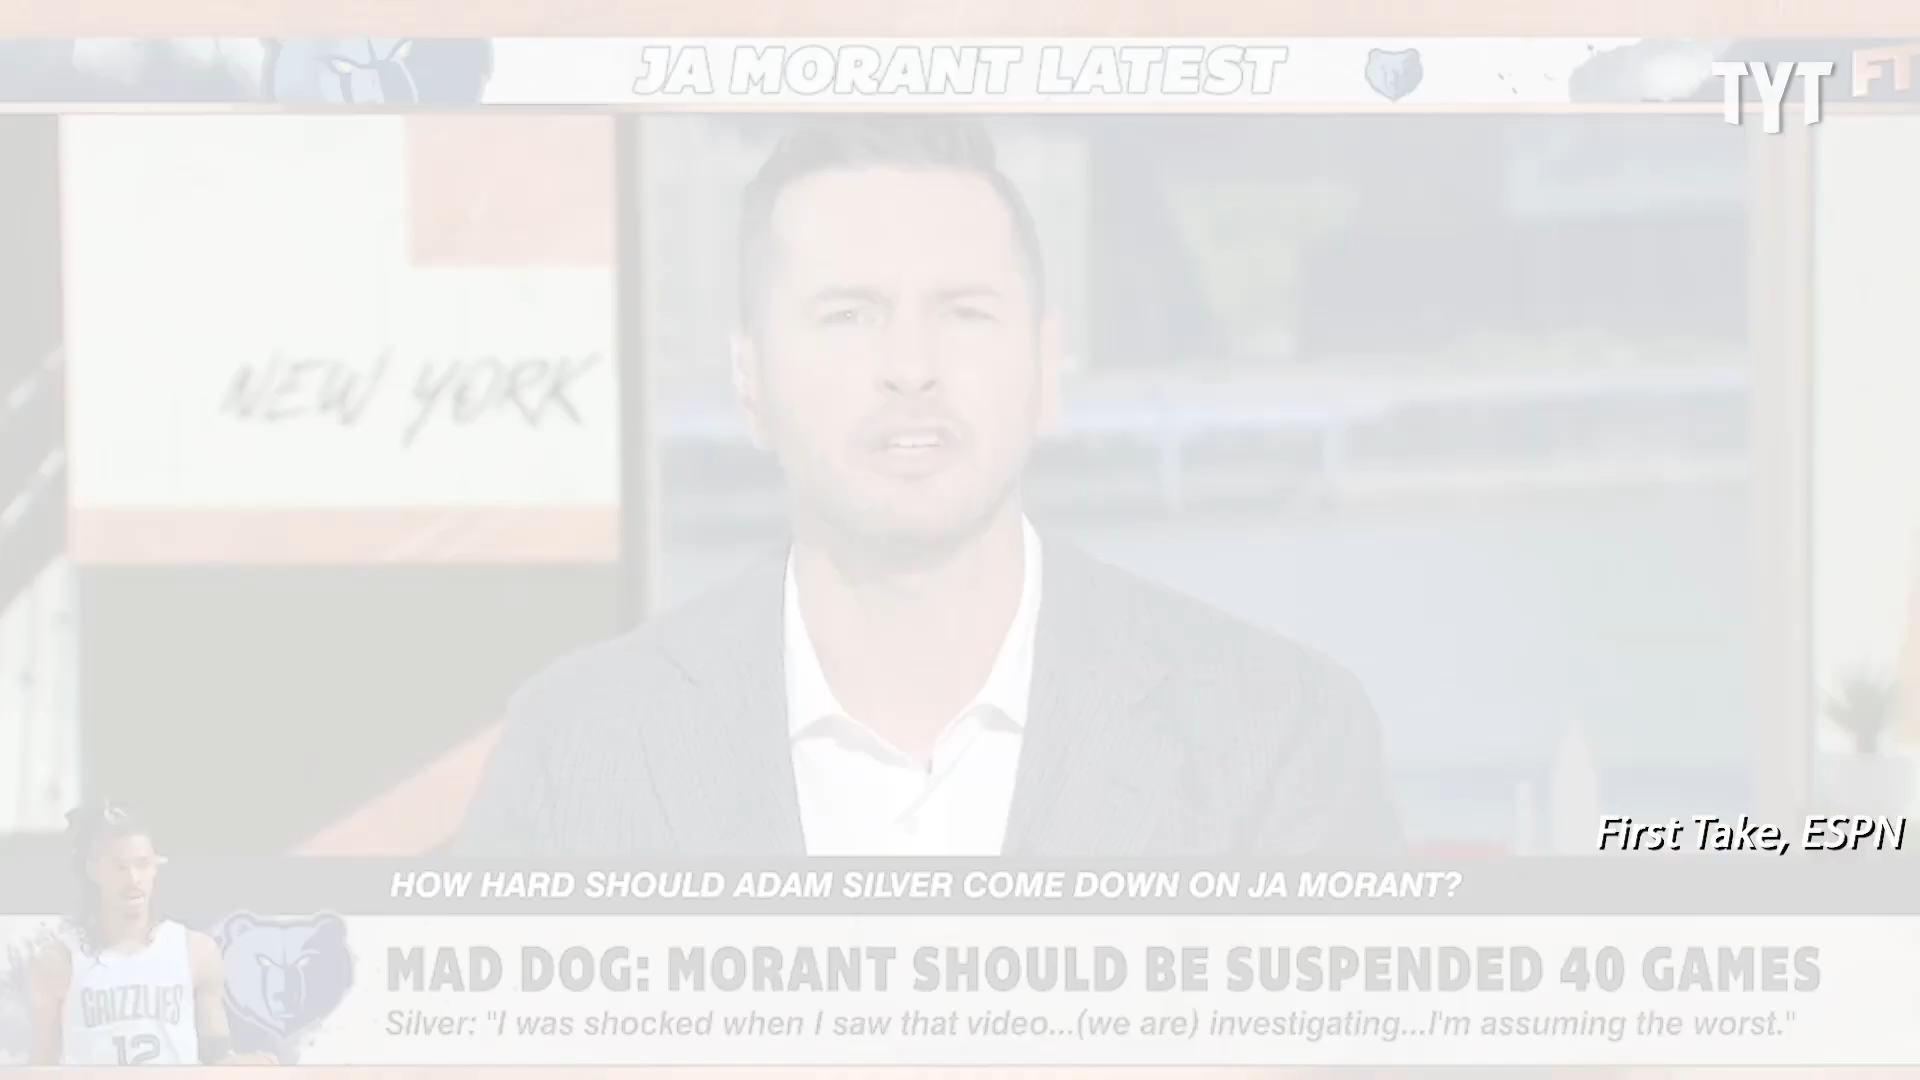 JA MORANT LATEST
TYT
FT
NEW YORK
First Take, ESPN
HOW HARD SHOULD ADAM SILVER COME DOWN ON JA MORANT?
MAD DOG: MORANT SHOULD BE SUSPENDED 40 GAMES
Silver: "I was shocked when I saw that video...(we are) investigating...I'm assuming the worst."
GRIZZLIES
12